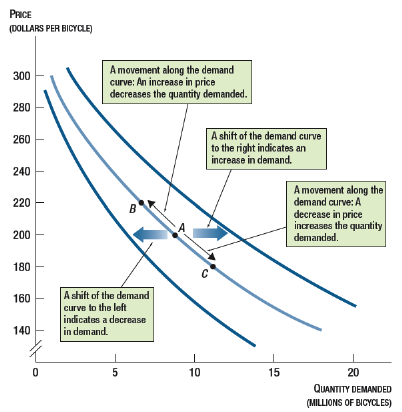 PRICE
(DOLLARS PER BICYCLE)
300
280
260
240
220
200
180
160
140
A movement along the demand
curve: An increase in price
decreases the quantity demanded.
A shift of the demand curve
to the right indicates an
increase in demand.
A movement along the
demand curve: A
decrease in price
increases the quantity
demanded.
B
A
C
A shift of the demand
curve to the left
indicates a decrease
in demand.
0
5
10
15
20
QUANTITY DEMANDED
(MILLIONS OF BICYCLES)